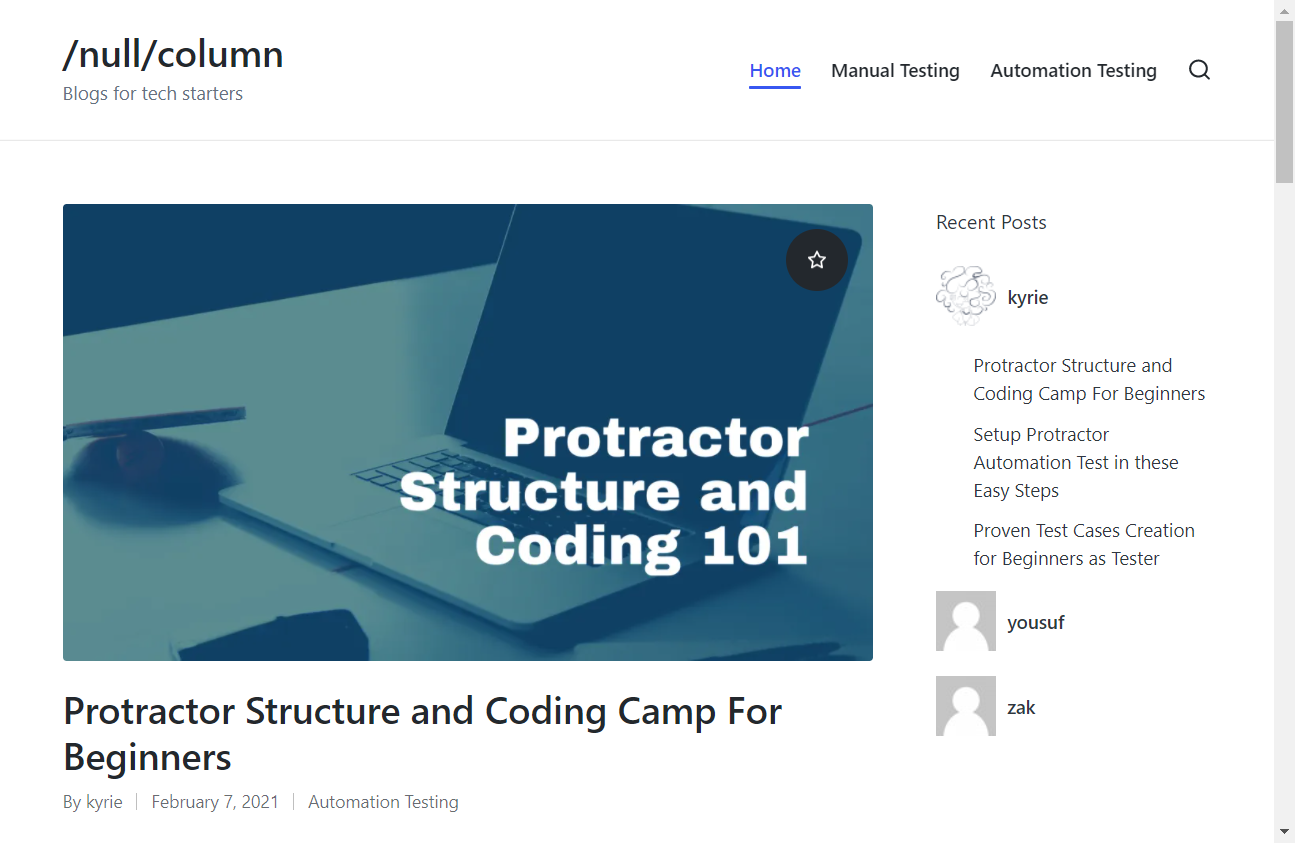 /null/column
Blogs for tech starters
Home
Manual Testing
Automation Testing
Protractor
Structure and
Coding 101
Protractor Structure and Coding Camp For
Beginners
By kyrie
February 7, 2021
Automation Testing
Recent Posts
kyrie
Protractor Structure and
Coding Camp For Beginners
Setup Protractor
Automation Test in these
Easy Steps
Proven Test Cases Creation
for Beginners as Tester
yousuf
zak